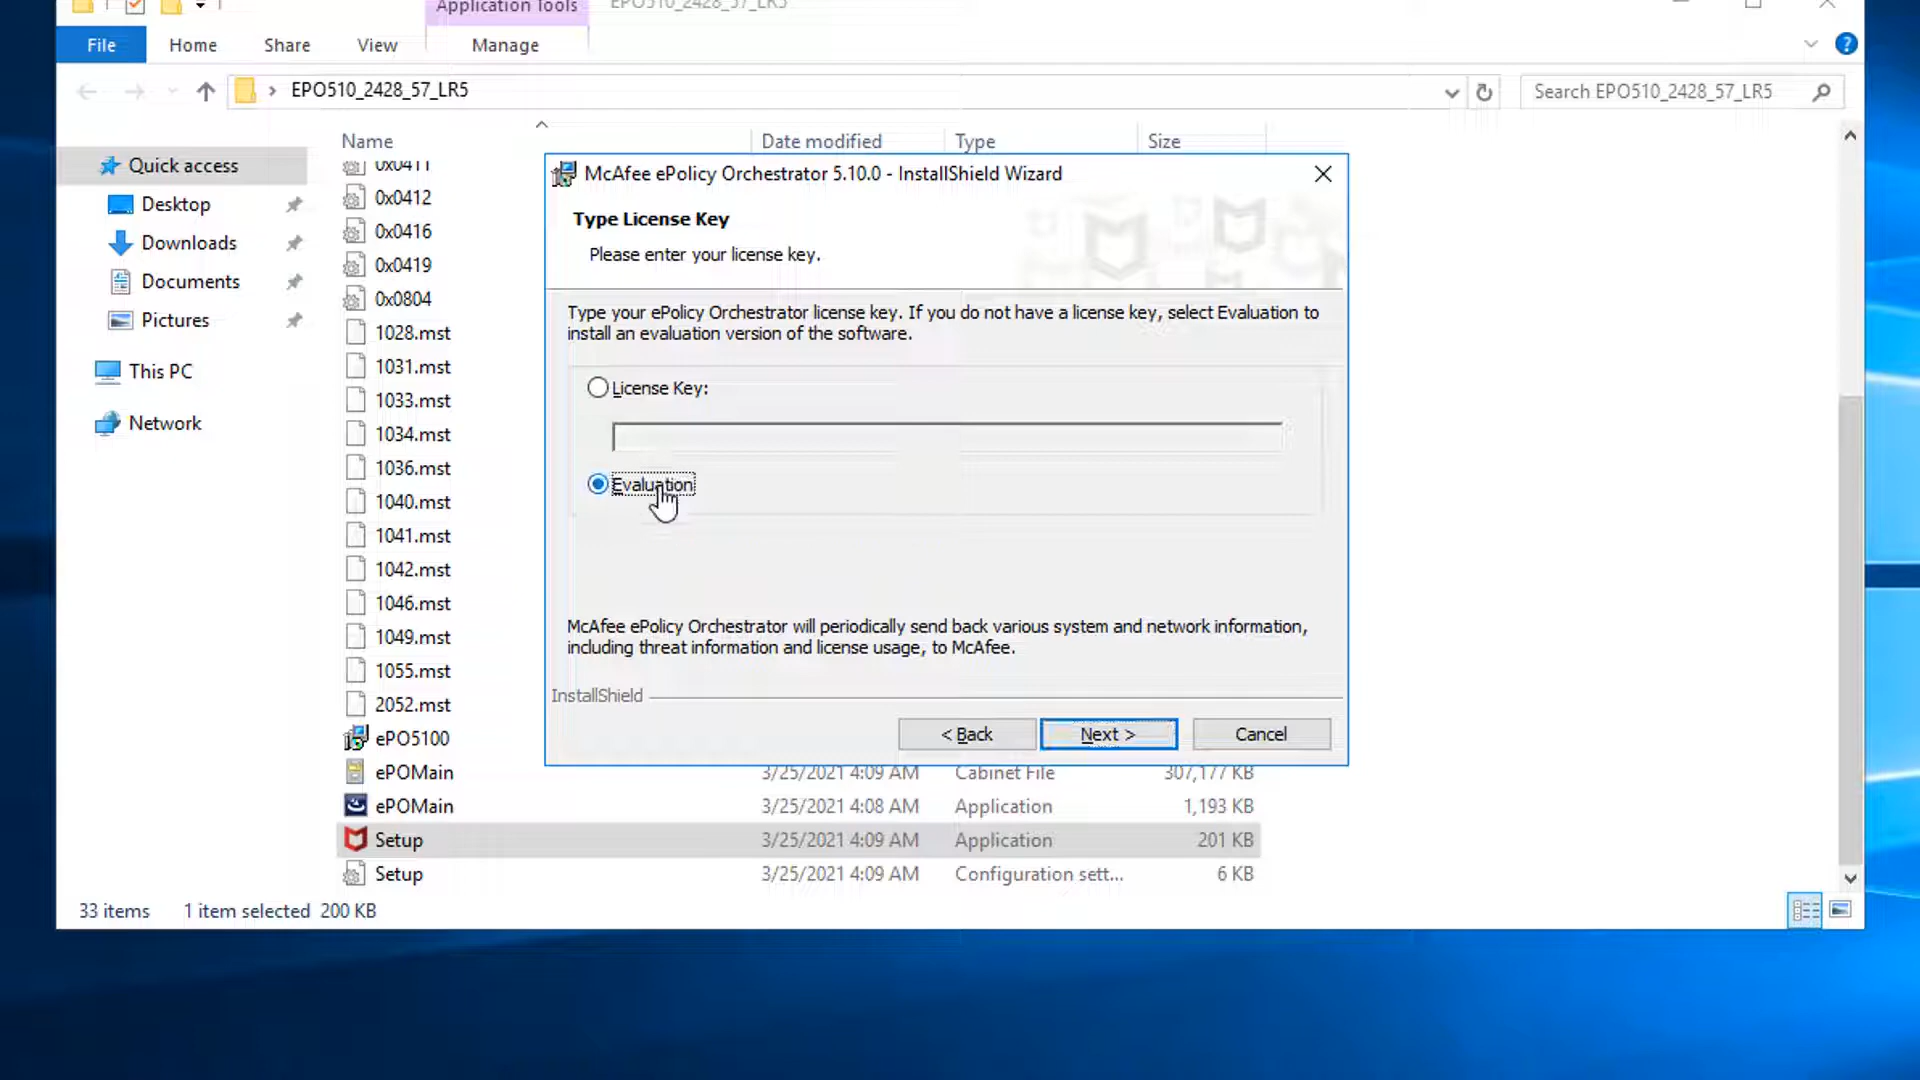 Application Tools
EPO510_2428_57_LR5
File
Home
Share
View
Manage
EPO510_2428_57_LR5
Search EPO510_2428_57_LR5
Name
Date modified
Type
Size
Quick access
Desktop
Downloads
Documents
Pictures
This PC
Network
0x0411
0x0412
0x0416
0x0419
0x0804
1028.mst
1031.mst
1033.mst
1034.mst
1036.mst
1040.mst
1041.mst
1042.mst
1046.mst
1049.mst
1055.mst
2052.mst
ePO5100
ePOMain 3/25/2021 4:09 AM Cabinet File 307,177 KB
ePOMain 3/25/2021 4:08 AM Application 1,193 KB
Setup 3/25/2021 4:09 AM Application 201 KB
Setup 3/25/2021 4:09 AM Configuration sett... 6 KB
33 items 1 item selected 200 KB
McAfee ePolicy Orchestrator 5.10.0 - InstallShield Wizard
Type License Key
Please enter your license key.
Type your ePolicy Orchestrator license key. If you do not have a license key, select Evaluation to
install an evaluation version of the software.
License Key:
Evaluation
McAfee ePolicy Orchestrator will periodically send back various system and network information,
including threat information and license usage, to McAfee.
InstallShield
< Back
Next >
Cancel